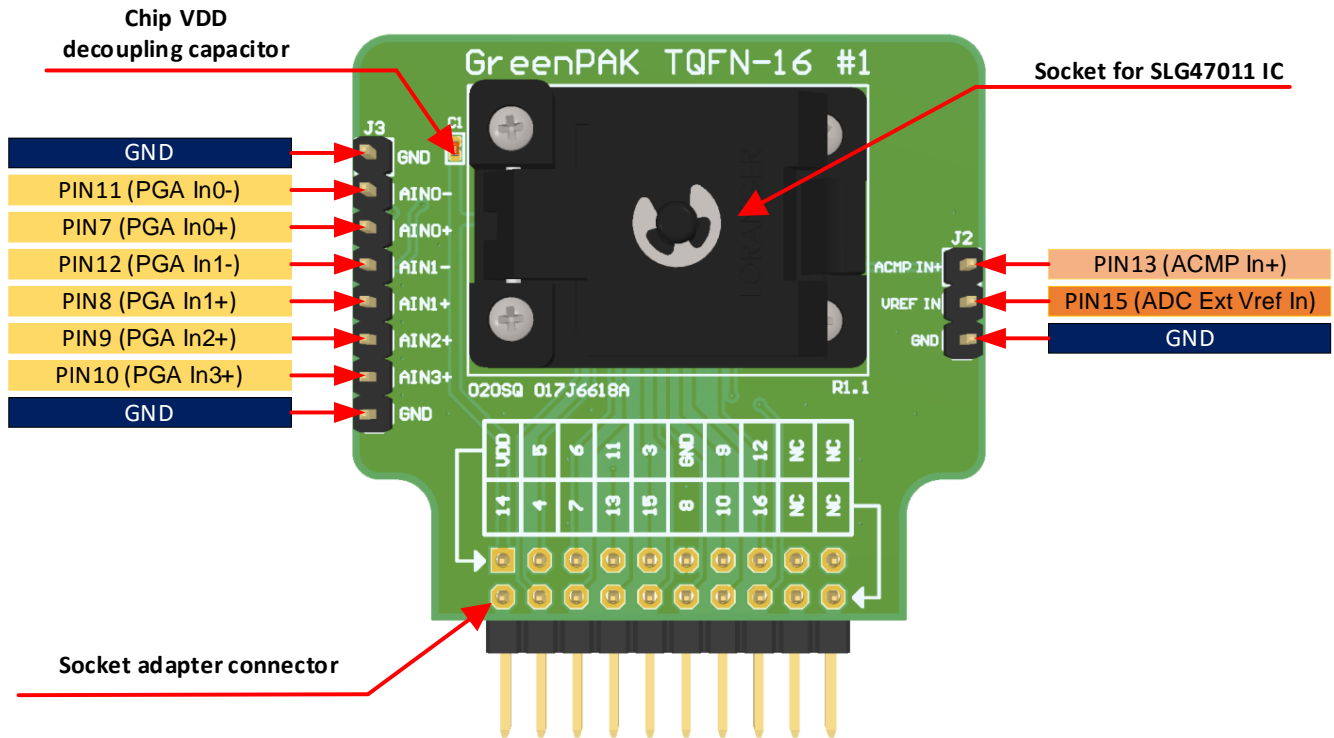 Chip VDD
decoupling capacitor
Socket for SLG47011 IC
GreenPAK TQFN-16 #1
J3
C1
GND
PIN11 (PGA In0-)
PIN7 (PGA In0+)
PIN12 (PGA In1-)
PIN8 (PGA In1+)
PIN9 (PGA In2+)
PIN10 (PGA In3+)
GND
GND
AIN0-
AIN0+
AIN1-
AIN1+
AIN2+
AIN3+
GND
J2
ACMP IN+
VREF IN
GND
PIN13 (ACMP In+)
PIN15 (ADC Ext Vref In)
GND
020SQ 017J6618A
R1.1
VDD 5 6 11 3 GND 9 12 NC NC
14 4 7 13 15 8 10 16 NC NC
Socket adapter connector